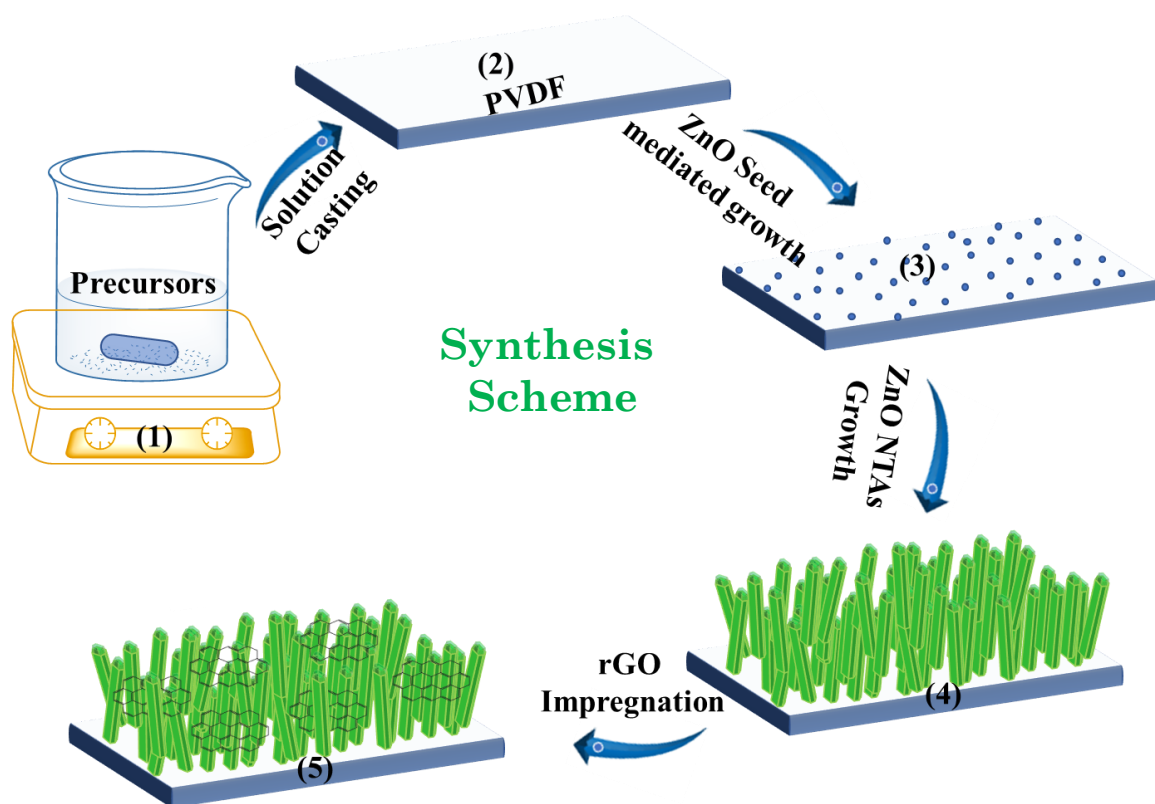 Precursors
(1)
Solution
Casting
(2)
PVDF
ZnO Seed
mediated growth
(3)
Synthesis
Scheme
ZnO NTAs
Growth
(4)
rGO
Impregnation
(5)